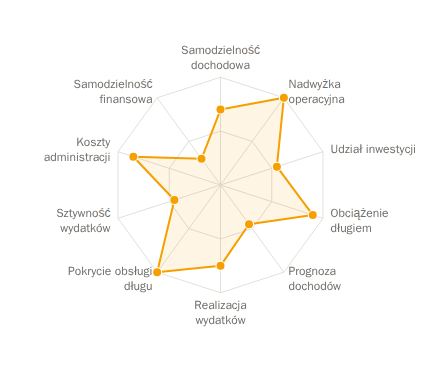 Samodzielność
dochodowa
Nadwyżka
operacyjna
Udział inwestycji
Obciążenie
długiem
Prognoza
dochodów
Realizacja
wydatków
Pokrycie obsługi
długu
Sztywność
wydatków
Koszty
administracji
Samodzielność
finansowa